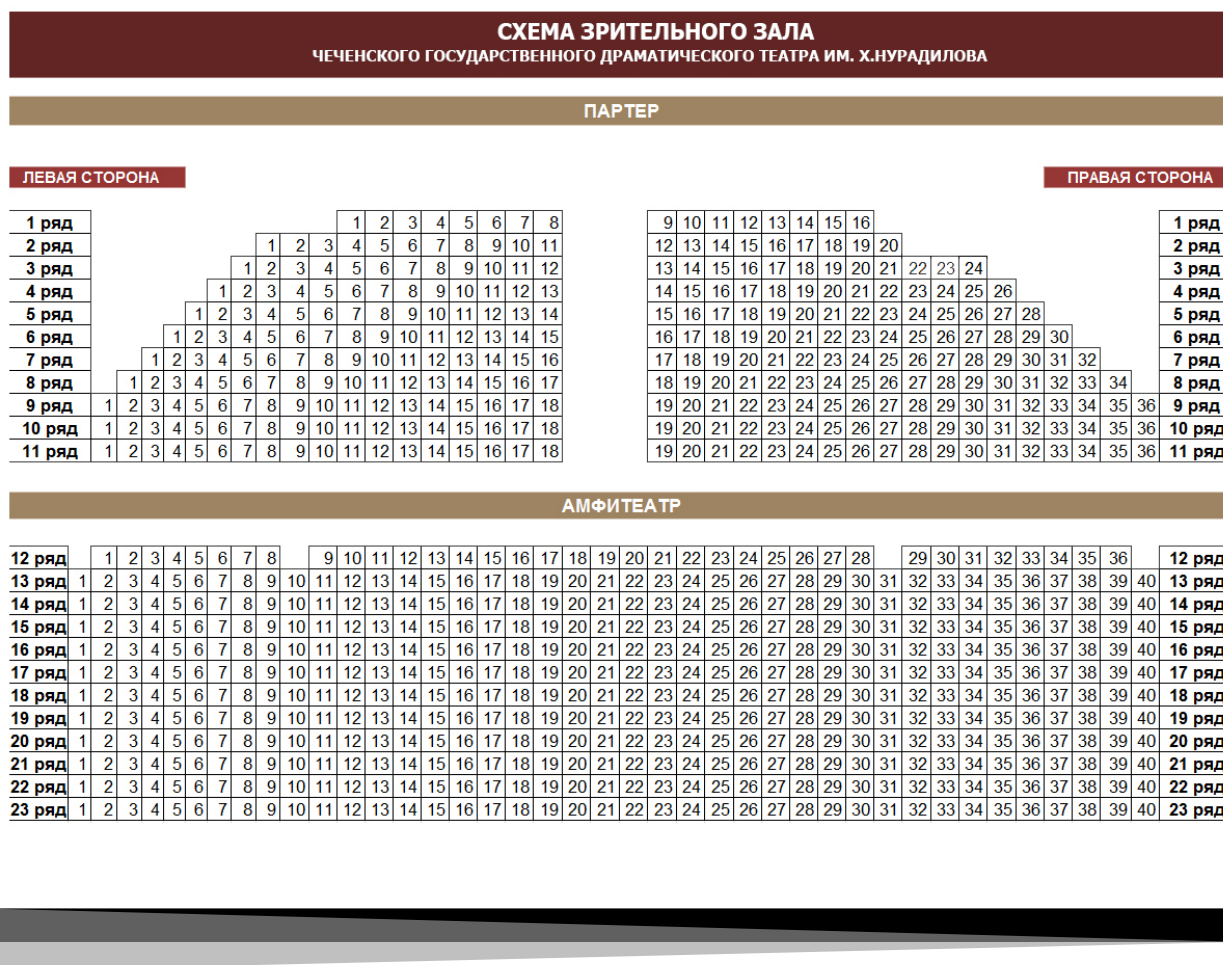 СХЕМА ЗРИТЕЛЬНОГО ЗАЛА
ЧЕЧЕНСКОГО ГОСУДАРСТВЕННОГО ДРАМАТИЧЕСКОГО ТЕАТРА ИМ. Х.НУРАДИЛОВА
ПАРТЕР
ЛЕВАЯ СТОРОНА ПРАВАЯ СТОРОНА
1 ряд 1 2 3 4 5 6 7 8 9 10 11 12 13 14 15 16 1 ряд
2 ряд 1 2 3 4 5 6 7 8 9 10 11 12 13 14 15 16 17 18 19 20 2 ряд
3 ряд 1 2 3 4 5 6 7 8 9 10 11 12 13 14 15 16 17 18 19 20 21 22 23 24 3 ряд
4 ряд 1 2 3 4 5 6 7 8 9 10 11 12 13 14 15 16 17 18 19 20 21 22 23 24 25 26 4 ряд
5 ряд 1 2 3 4 5 6 7 8 9 10 11 12 13 14 15 16 17 18 19 20 21 22 23 24 25 26 27 28 5 ряд
6 ряд 1 2 3 4 5 6 7 8 9 10 11 12 13 14 15 16 17 18 19 20 21 22 23 24 25 26 27 28 29 30 6 ряд
7 ряд 1 2 3 4 5 6 7 8 9 10 11 12 13 14 15 16 17 18 19 20 21 22 23 24 25 26 27 28 29 30 31 32 7 ряд
8 ряд 1 2 3 4 5 6 7 8 9 10 11 12 13 14 15 16 17 18 19 20 21 22 23 24 25 26 27 28 29 30 31 32 33 34 8 ряд
9 ряд 1 2 3 4 5 6 7 8 9 10 11 12 13 14 15 16 17 18 19 20 21 22 23 24 25 26 27 28 29 30 31 32 33 34 35 36 9 ряд
10 ряд 1 2 3 4 5 6 7 8 9 10 11 12 13 14 15 16 17 18 19 20 21 22 23 24 25 26 27 28 29 30 31 32 33 34 35 36 10 ряд
11 ряд 1 2 3 4 5 6 7 8 9 10 11 12 13 14 15 16 17 18 19 20 21 22 23 24 25 26 27 28 29 30 31 32 33 34 35 36 11 ряд
АМФИТЕАТР
12 ряд 1 2 3 4 5 6 7 8 9 10 11 12 13 14 15 16 17 18 19 20 21 22 23 24 25 26 27 28 29 30 31 32 33 34 35 36 12 ряд
13 ряд 1 2 3 4 5 6 7 8 9 10 11 12 13 14 15 16 17 18 19 20 21 22 23 24 25 26 27 28 29 30 31 32 33 34 35 36 37 38 39 40 13 ряд
14 ряд 1 2 3 4 5 6 7 8 9 10 11 12 13 14 15 16 17 18 19 20 21 22 23 24 25 26 27 28 29 30 31 32 33 34 35 36 37 38 39 40 14 ряд
15 ряд 1 2 3 4 5 6 7 8 9 10 11 12 13 14 15 16 17 18 19 20 21 22 23 24 25 26 27 28 29 30 31 32 33 34 35 36 37 38 39 40 15 ряд
16 ряд 1 2 3 4 5 6 7 8 9 10 11 12 13 14 15 16 17 18 19 20 21 22 23 24 25 26 27 28 29 30 31 32 33 34 35 36 37 38 39 40 16 ряд
17 ряд 1 2 3 4 5 6 7 8 9 10 11 12 13 14 15 16 17 18 19 20 21 22 23 24 25 26 27 28 29 30 31 32 33 34 35 36 37 38 39 40 17 ряд
18 ряд 1 2 3 4 5 6 7 8 9 10 11 12 13 14 15 16 17 18 19 20 21 22 23 24 25 26 27 28 29 30 31 32 33 34 35 36 37 38 39 40 18 ряд
19 ряд 1 2 3 4 5 6 7 8 9 10 11 12 13 14 15 16 17 18 19 20 21 22 23 24 25 26 27 28 29 30 31 32 33 34 35 36 37 38 39 40 19 ряд
20 ряд 1 2 3 4 5 6 7 8 9 10 11 12 13 14 15 16 17 18 19 20 21 22 23 24 25 26 27 28 29 30 31 32 33 34 35 36 37 38 39 40 20 ряд
21 ряд 1 2 3 4 5 6 7 8 9 10 11 12 13 14 15 16 17 18 19 20 21 22 23 24 25 26 27 28 29 30 31 32 33 34 35 36 37 38 39 40 21 ряд
22 ряд 1 2 3 4 5 6 7 8 9 10 11 12 13 14 15 16 17 18 19 20 21 22 23 24 25 26 27 28 29 30 31 32 33 34 35 36 37 38 39 40 22 ряд
23 ряд 1 2 3 4 5 6 7 8 9 10 11 12 13 14 15 16 17 18 19 20 21 22 23 24 25 26 27 28 29 30 31 32 33 34 35 36 37 38 39 40 23 ряд